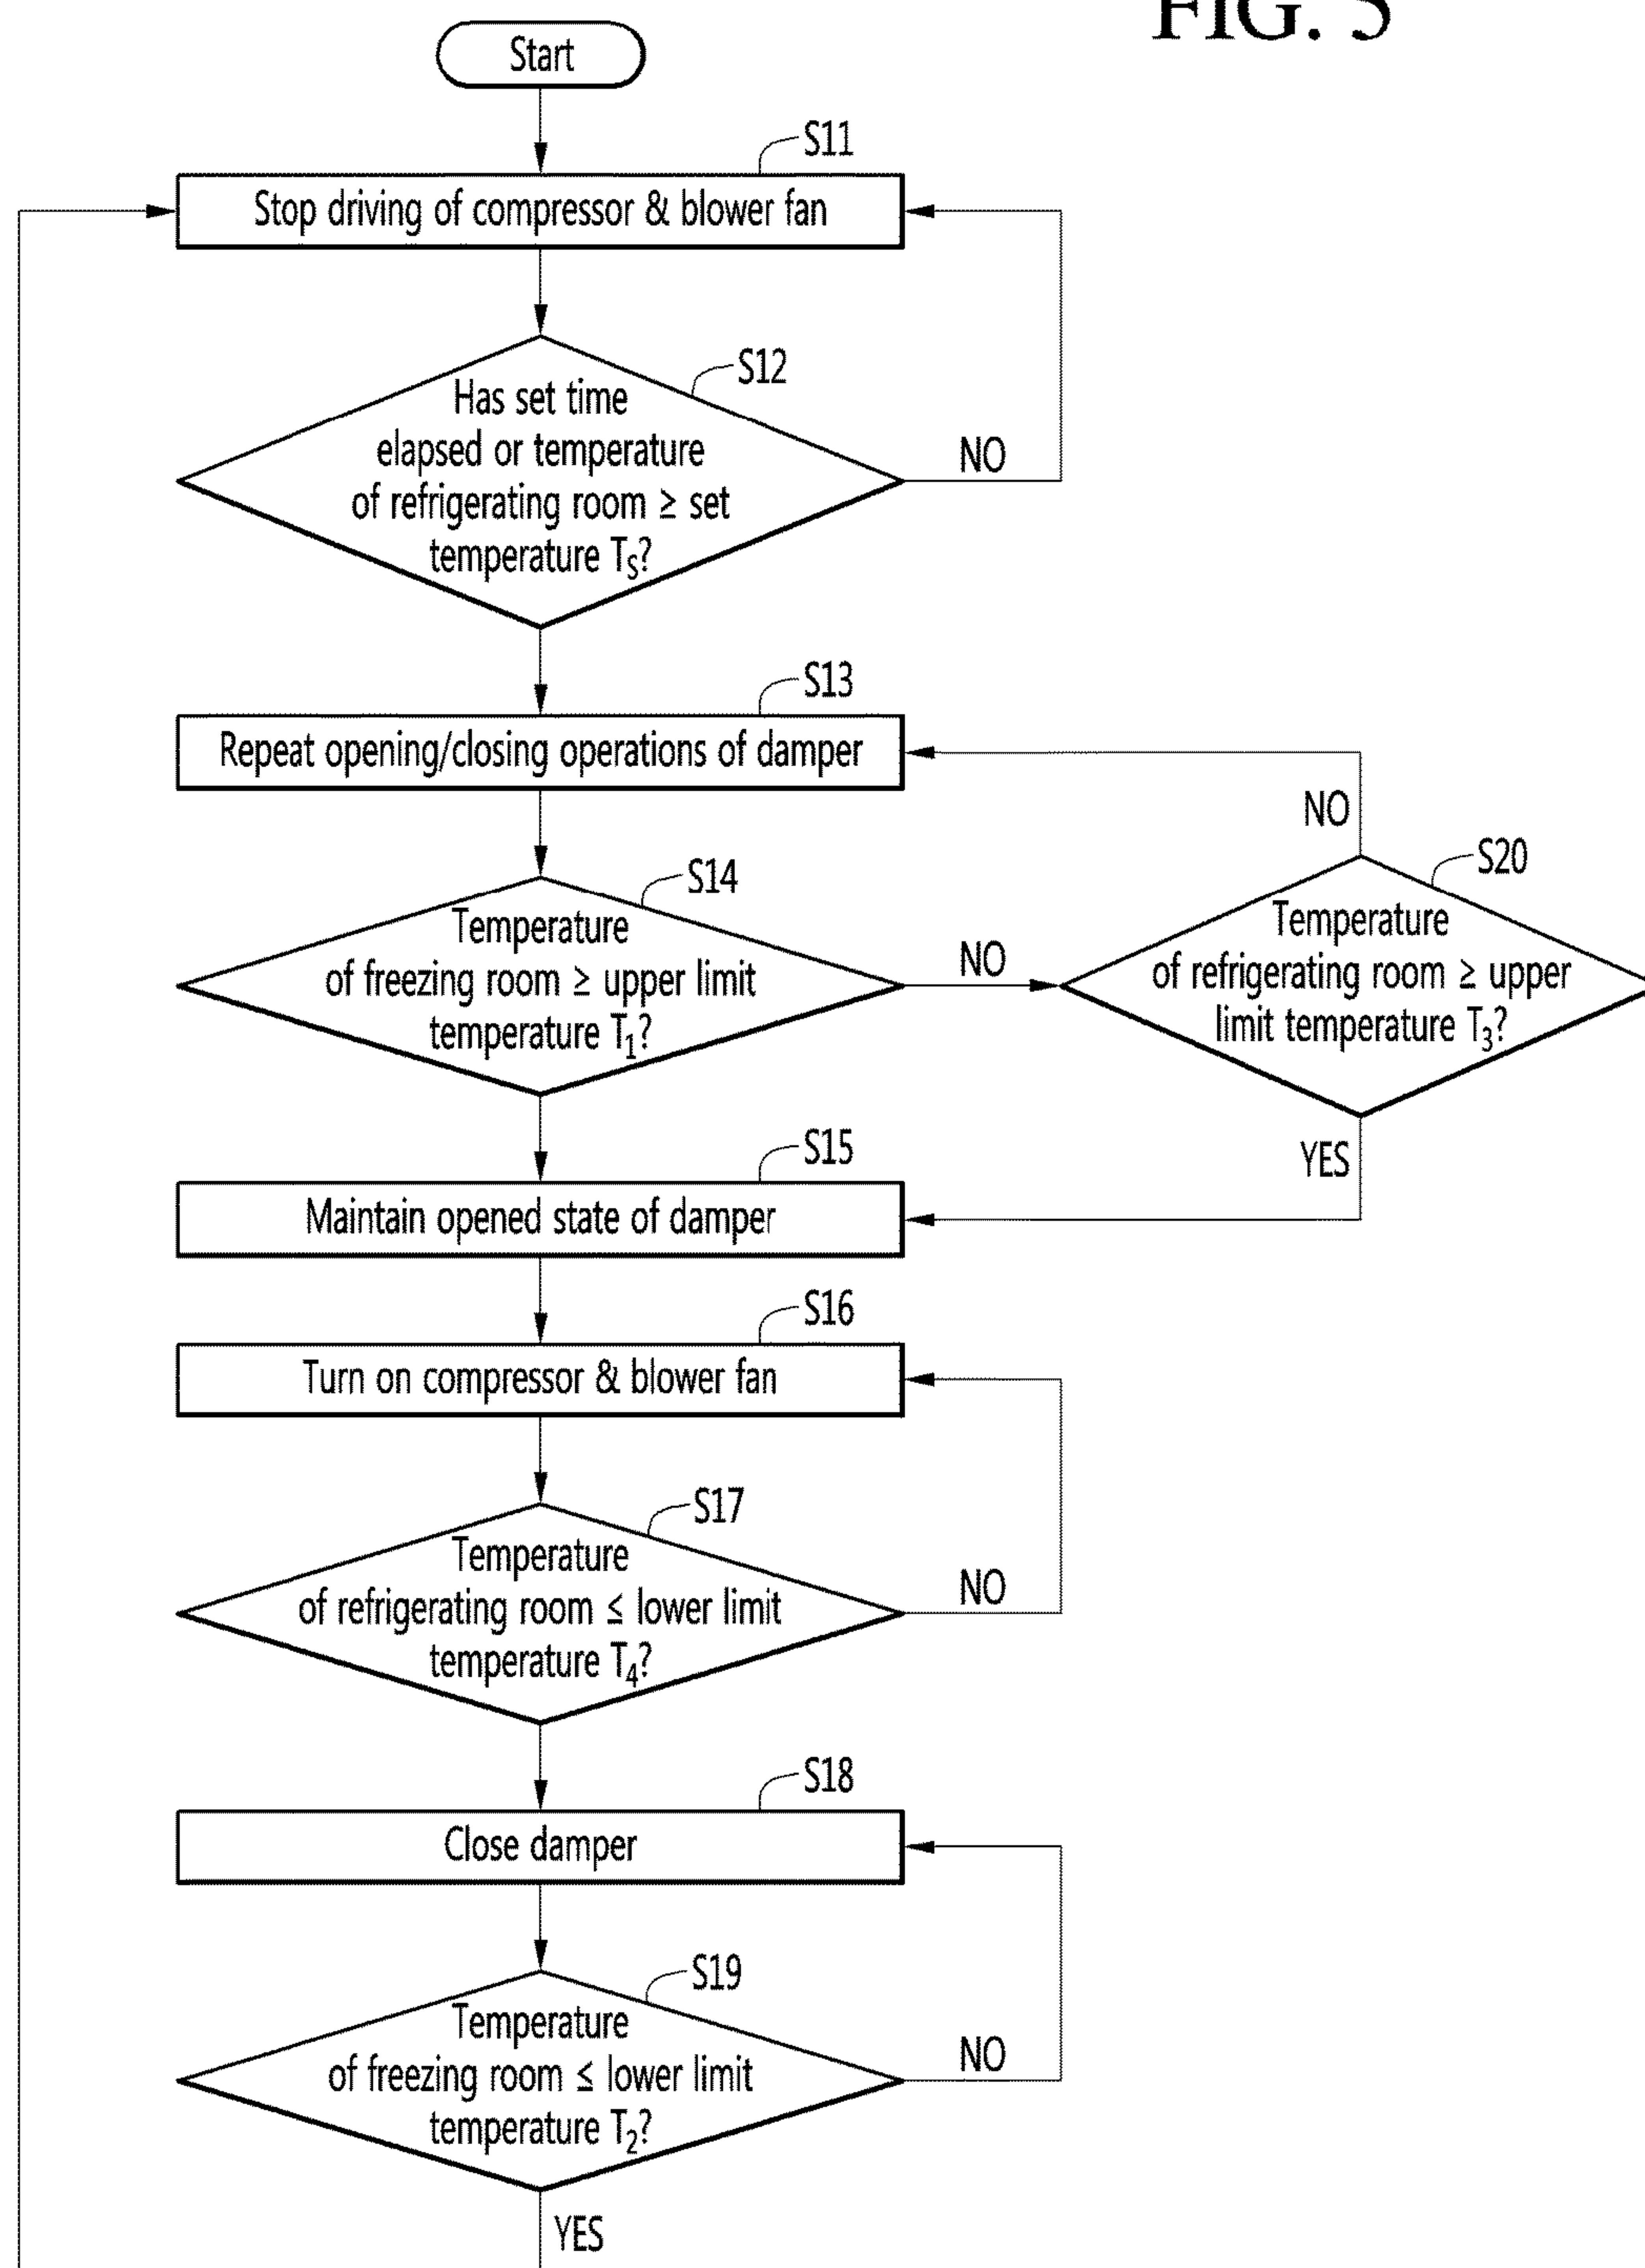 FIG. 5
Start
S11
Stop driving of compressor & blower fan
S12
Has set time
elapsed or temperature
of refrigerating room ≥ set
temperature TS?
NO
S13
Repeat opening/closing operations of damper
NO
S14
S20
Temperature
of freezing room ≥ upper limit
temperature T1?
NO
Temperature
of refrigerating room ≥ upper
limit temperature T3?
YES
S15
Maintain opened state of damper
S16
Turn on compressor & blower fan
S17
Temperature
of refrigerating room ≤ lower limit
temperature T4?
NO
S18
Close damper
S19
Temperature
of freezing room ≤ lower limit
temperature T2?
NO
YES